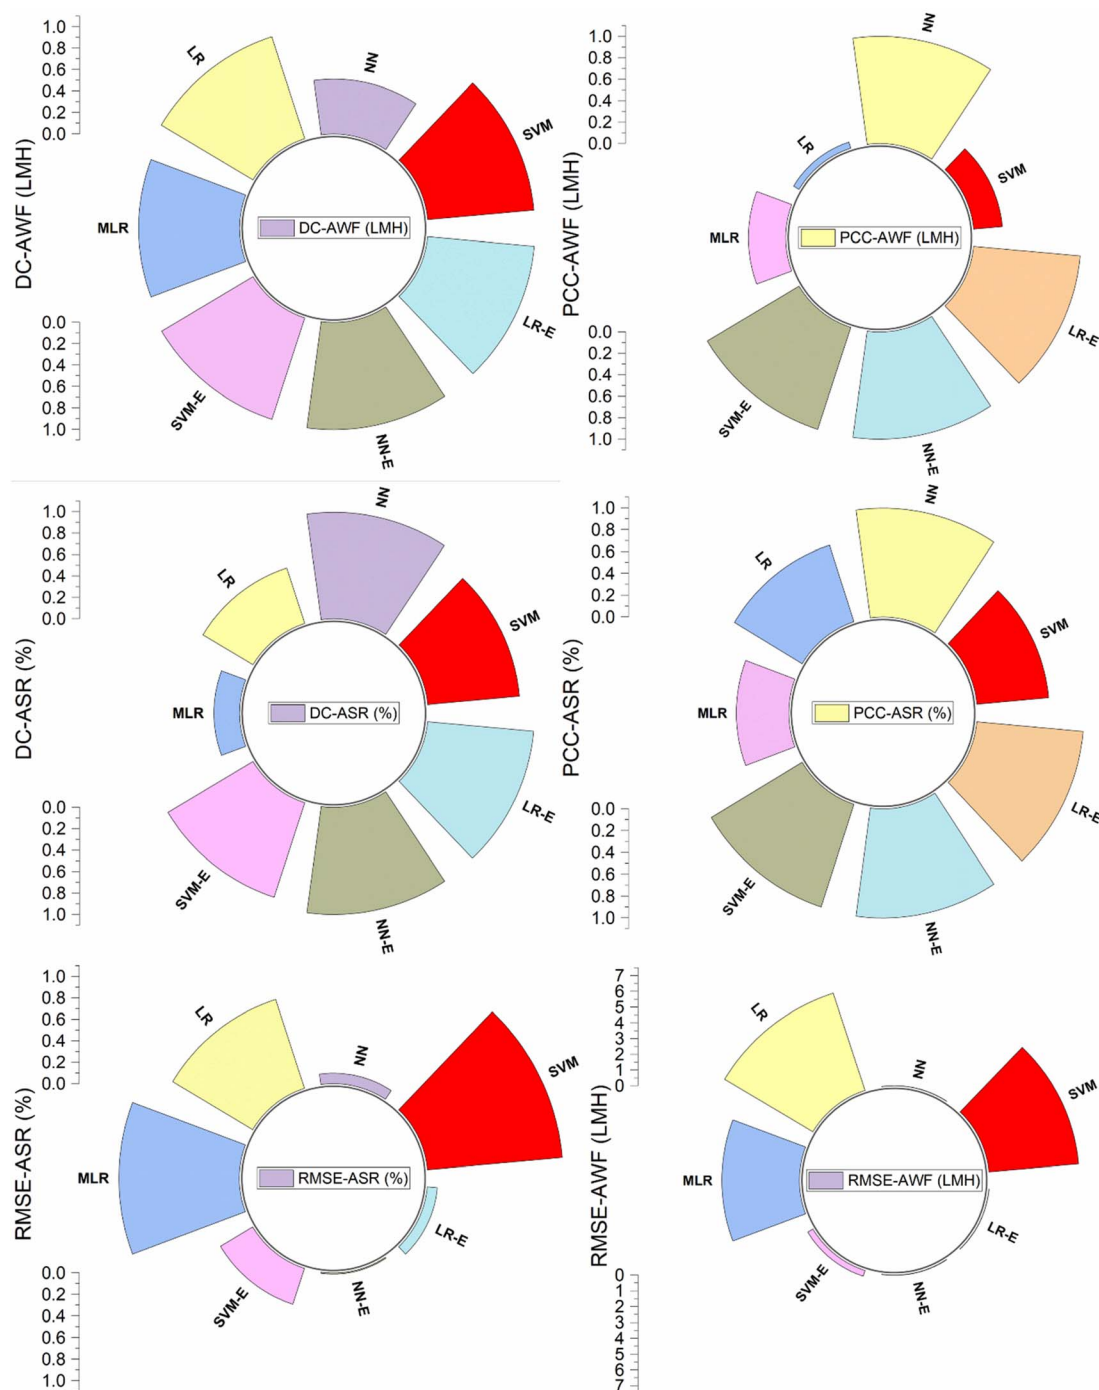 1.0
0.8
0.6
0.4
0.2
0.0
DC-AWF (LMH)
0.0
0.2
0.4
0.6
0.8
1.0
LR
NN
SVM
MLR
DC-AWF (LMH)
LR-E
SVM-E
NN-E
1.0
0.8
0.6
0.4
0.2
0.0
PCC-AWF (LMH)
0.0
0.2
0.4
0.6
0.8
1.0
NN
LR
SVM
MLR
PCC-AWF (LMH)
LR-E
SVM-E
NN-E
1.0
0.8
0.6
0.4
0.2
0.0
DC-ASR (%)
0.0
0.2
0.4
0.6
0.8
1.0
NN
LR
SVM
MLR
DC-ASR (%)
LR-E
SVM-E
NN-E
1.0
0.8
0.6
0.4
0.2
0.0
PCC-ASR (%)
0.0
0.2
0.4
0.6
0.8
1.0
NN
LR
SVM
MLR
PCC-ASR (%)
LR-E
SVM-E
NN-E
1.0
0.8
0.6
0.4
0.2
0.0
RMSE-ASR (%)
0.0
0.2
0.4
0.6
0.8
1.0
LR
NN
SVM
MLR
RMSE-ASR (%)
LR-E
SVM-E
NN-E
7
6
5
4
3
2
1
0
RMSE-AWF (LMH)
0
1
2
3
4
5
6
7
LR
NN
SVM
MLR
RMSE-AWF (LMH)
LR-E
SVM-E
NN-E